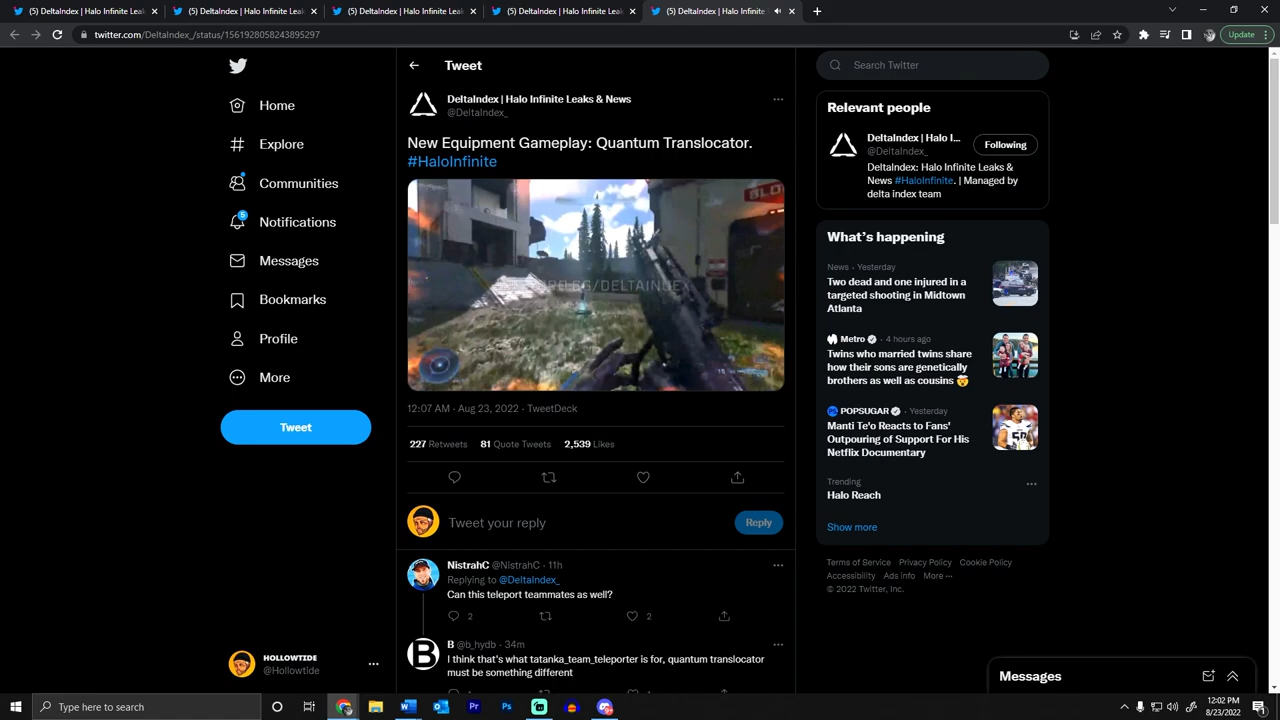 (5) DeltaIndex | Halo Infinite Leaks
(5) DeltaIndex | Halo Infinite Leaks
(5) DeltaIndex | Halo Infinite Leaks
(5) DeltaIndex | Halo Infinite Leaks
(5) DeltaIndex | Halo Infinite
twitter.com/DeltaIndex_/status/1561928058243895297
Update
Home
Explore
Communities
5
Notifications
Messages
Bookmarks
Profile
More
Tweet
HOLLOWTIDE
@Hollowtide
Tweet
DeltaIndex | Halo Infinite Leaks & News
@DeltaIndex_
New Equipment Gameplay: Quantum Translocator.
#HaloInfinite
12:07 AM · Aug 23, 2022 · TweetDeck
227 Retweets 81 Quote Tweets 2,539 Likes
Tweet your reply
Reply
NistrahC @NistrahC · 11h
Replying to @DeltaIndex_
Can this teleport teammates as well?
2 2
B @b_hydb · 34m
I think that's what tatanka_team_teleporter is for, quantum translocator
must be something different
Search Twitter
Relevant people
DeltaIndex | Halo I...
@DeltaIndex_
Following
DeltaIndex: Halo Infinite Leaks &
News #HaloInfinite. | Managed by
delta index team
What's happening
News · Yesterday
Two dead and one injured in a
targeted shooting in Midtown
Atlanta
Metro · 4 hours ago
Twins who married twins share
how their sons are genetically
brothers as well as cousins 🤯
POPSUGAR · Yesterday
Manti Te'o Reacts to Fans'
Outpouring of Support For His
Netflix Documentary
Trending
Halo Reach
Show more
Terms of Service Privacy Policy Cookie Policy
Accessibility Ads info More ···
© 2022 Twitter, Inc.
Messages
Type here to search
12:02 PM
8/23/2022